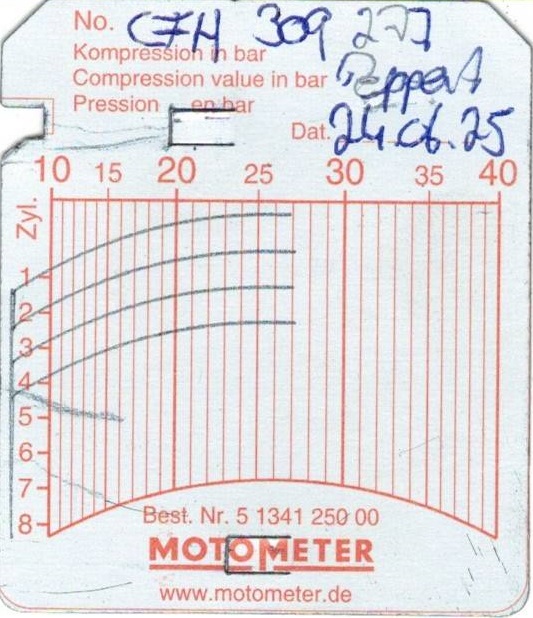 No. CFH 309 277
Kompression in bar
Compression value in bar
Pression en bar
Dat. 24.06.25
10 15 20 25 30 35 40
Zyl.
1
2
3
4
5
6
7
8
Best. Nr. 5 1341 250 00
MOTOMETER
www.motometer.de